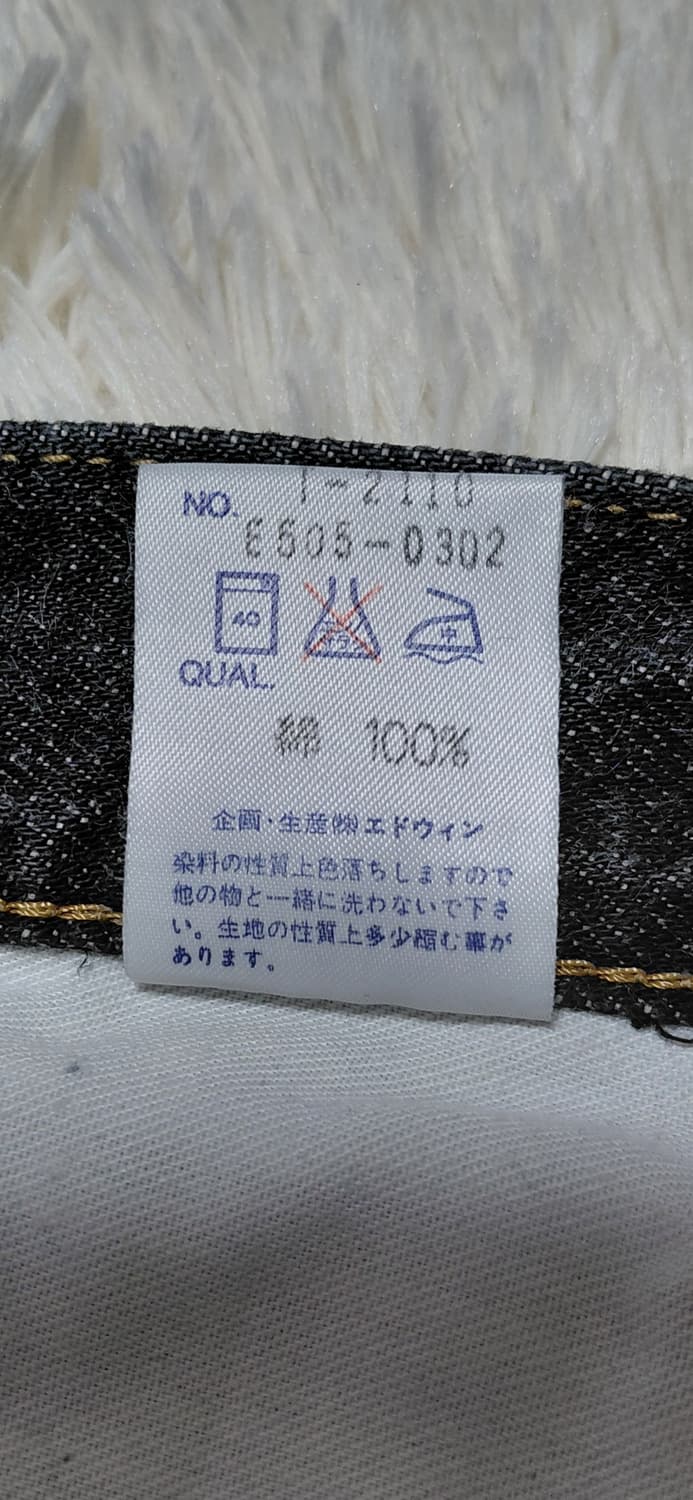 1-2110
NO.
E505-0302
40
中
QUAL.
綿 100%
企画・生産㈱エドウィン
染料の性質上色落ちしますので
他の物と一緒に洗わないで下さ
い。生地の性質上多少縮む事が
あります。